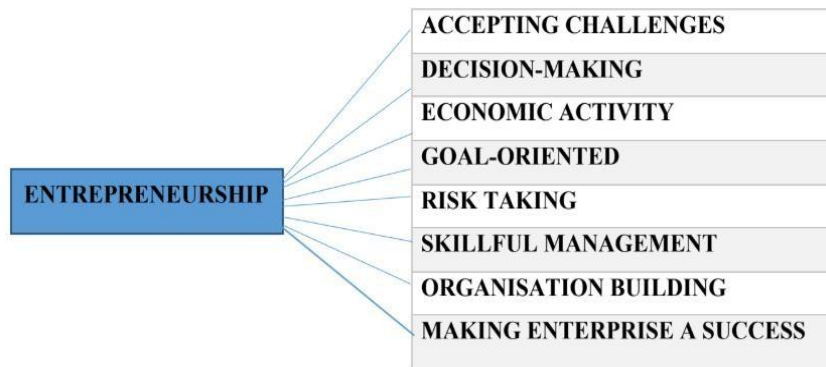 ACCEPTING CHALLENGES
DECISION-MAKING
ECONOMIC ACTIVITY
GOAL-ORIENTED
ENTREPRENEURSHIP
RISK TAKING
SKILLFUL MANAGEMENT
ORGANISATION BUILDING
MAKING ENTERPRISE A SUCCESS